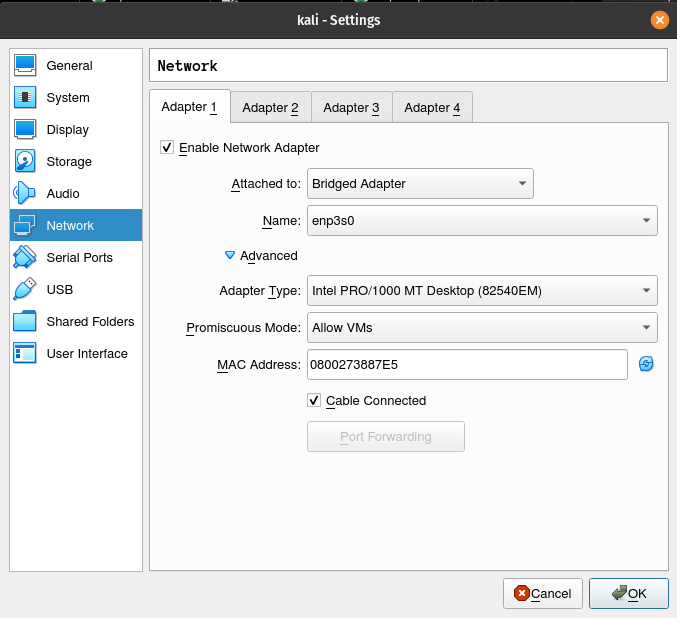 kali - Settings
General
System
Display
Storage
Audio
Network
Serial Ports
USB
Shared Folders
User Interface
Network
Adapter 1 Adapter 2 Adapter 3 Adapter 4
Enable Network Adapter
Attached to: Bridged Adapter
Name: enp3s0
Advanced
Adapter Type: Intel PRO/1000 MT Desktop (82540EM)
Promiscuous Mode: Allow VMs
MAC Address: 0800273887E5
Cable Connected
Port Forwarding
Cancel OK